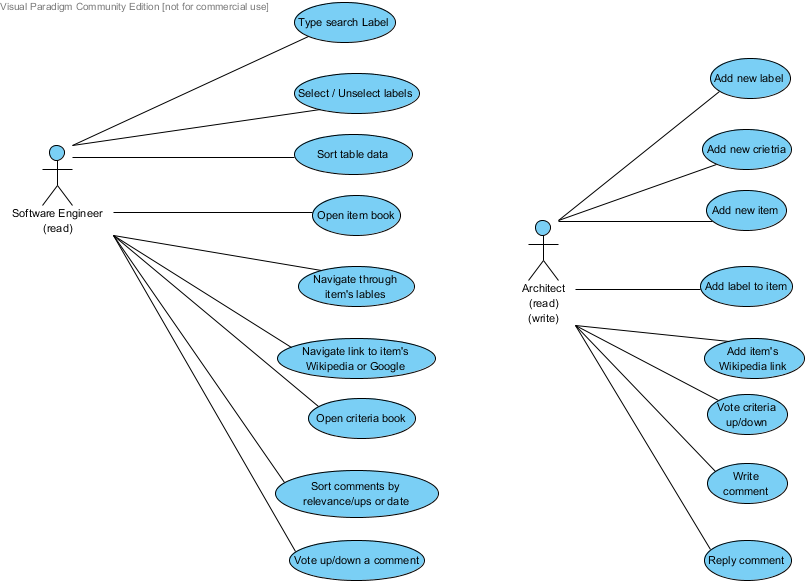 Visual Paradigm Community Edition [not for commercial use]
Type search Label
Select / Unselect labels
Sort table data
Software Engineer
(read)
Open item book
Navigate through
item's lables
Navigate link to item's
Wikipedia or Google
Open criteria book
Sort comments by
relevance/ups or date
Vote up/down a comment
Add new label
Add new crietria
Add new item
Architect
(read)
(write)
Add label to item
Add item's
Wikipedia link
Vote criteria
up/down
Write
comment
Reply comment